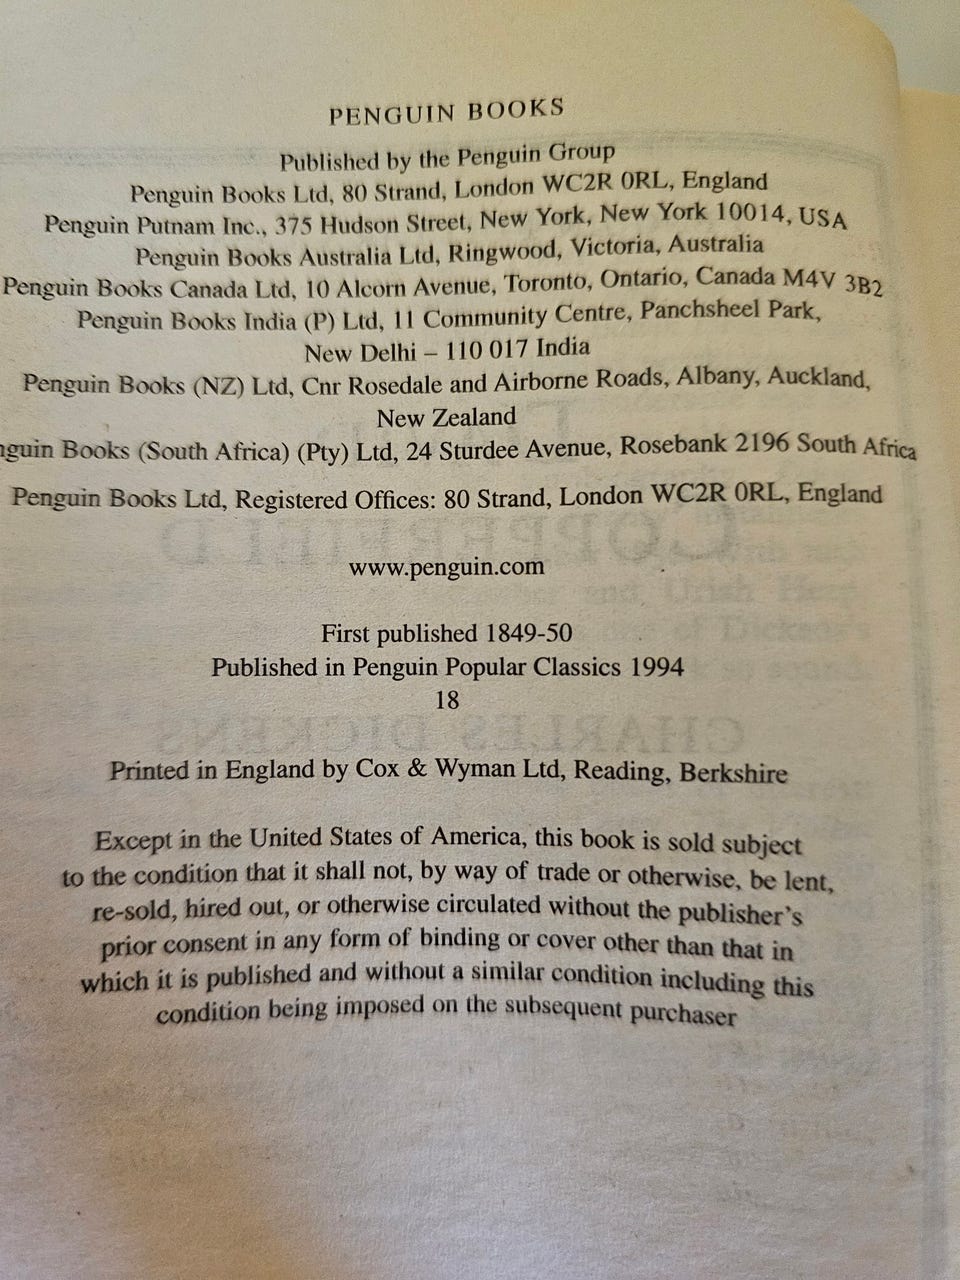 PENGUIN BOOKS
Published by the Penguin Group
Penguin Books Ltd, 80 Strand, London WC2R 0RL, England
Penguin Putnam Inc., 375 Hudson Street, New York, New York 10014, USA
Penguin Books Australia Ltd, Ringwood, Victoria, Australia
Penguin Books Canada Ltd, 10 Alcorn Avenue, Toronto, Ontario, Canada M4V 3B2
Penguin Books India (P) Ltd, 11 Community Centre, Panchsheel Park,
New Delhi – 110 017 India
Penguin Books (NZ) Ltd, Cnr Rosedale and Airborne Roads, Albany, Auckland,
New Zealand
nguin Books (South Africa) (Pty) Ltd, 24 Sturdee Avenue, Rosebank 2196 South Africa
Penguin Books Ltd, Registered Offices: 80 Strand, London WC2R 0RL, England
www.penguin.com
First published 1849-50
Published in Penguin Popular Classics 1994
18
Printed in England by Cox & Wyman Ltd, Reading, Berkshire
Except in the United States of America, this book is sold subject
to the condition that it shall not, by way of trade or otherwise, be lent,
re-sold, hired out, or otherwise circulated without the publisher's
prior consent in any form of binding or cover other than that in
which it is published and without a similar condition including this
condition being imposed on the subsequent purchaser
COPPERFIELD
CHARLES DICKENS